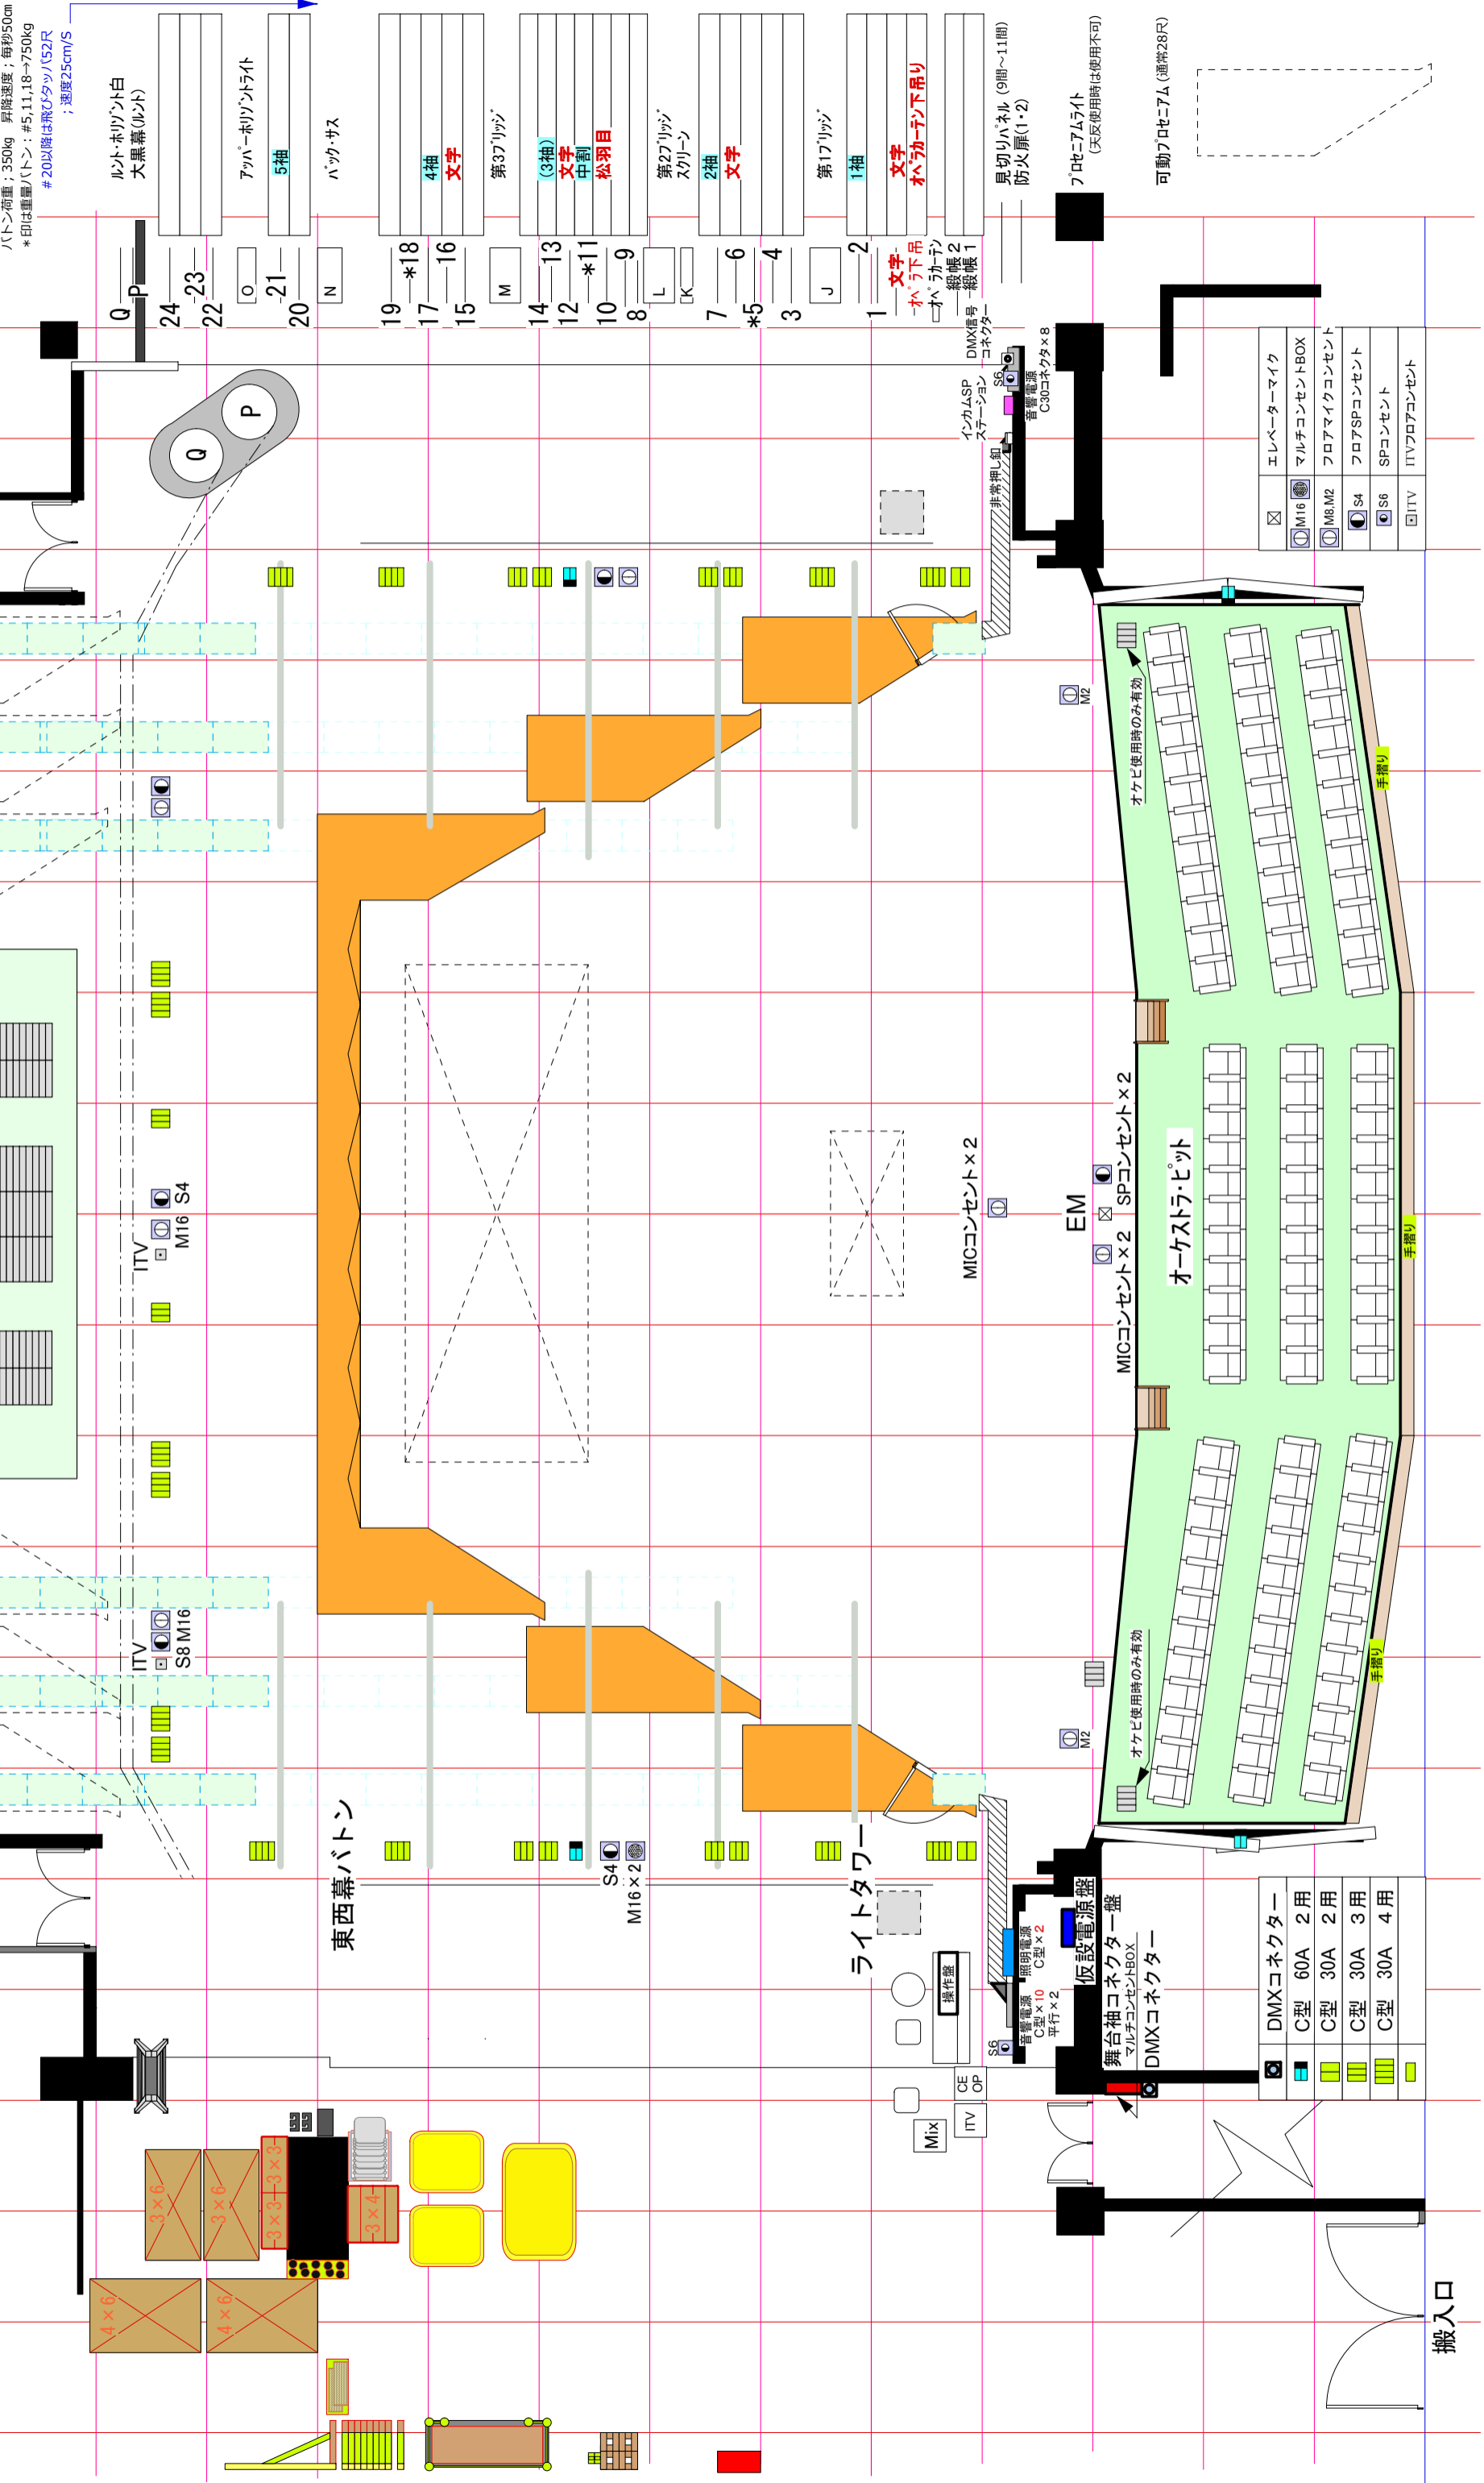 バトン荷重；350kg　昇降速度；毎秒50cm
＊印は重量バトン：#5,11,18→750kg
＃20以降は飛びタッパ52尺
；速度25cm/S
ルント・ホリゾント白
大黒幕(ルント)
アッパーホリゾントライト
5袖
バック・サス
4袖
文字
第3ブリッジ
(3袖)
文字
中割
松羽目
第2ブリッジ
スクリーン
2袖
文字
第1ブリッジ
1袖
文字
オペラカーテン下吊り
見切りパネル (9間～11間)
防火扉(1・2)
プロセニアムライト
(天反使用時は使用不可)
可動プロセニアム (通常28尺)
Q
P
24
23
22
O
21
20
N
19
*18
17
16
15
M
14
13
12
*11
10
9
8
L
K
7
6
*5
4
3
J
2
1
文字
オペラ下吊
オペラカーテン
緞帳 2
緞帳 1
DMX信号
コネクター
インカムSP
ステーション
S6
音響電源
C30コネクタ×8
非常押し釦
Q
P
エレベーターマイク
M16 マルチコンセントBOX
M8.M2 フロアマイクコンセント
S4 フロアSPコンセント
S6 SPコンセント
ITV ITVフロアコンセント
M2
オケピ使用時のみ有効
手摺り
ITV
M16
S4
MICコンセント×2
EM
MICコンセント×2
SPコンセント×2
オーケストラ・ピット
手摺り
ITV
S8 M16
M2
オケピ使用時のみ有効
手摺り
東西幕バトン
S4
M16×2
ライトタワー
操作盤
照明電源
C型×2
音響電源
C型×10
平行×2
S6
仮設電源盤
舞台袖コネクター盤
マルチコンセントBOX
DMXコネクター
CE
OP
ITV
Mix
DMXコネクター
C型 60A 2用
C型 30A 2用
C型 30A 3用
C型 30A 4用
3×6
3×6
3×3
3×3
3×4
4×6
4×6
搬入口